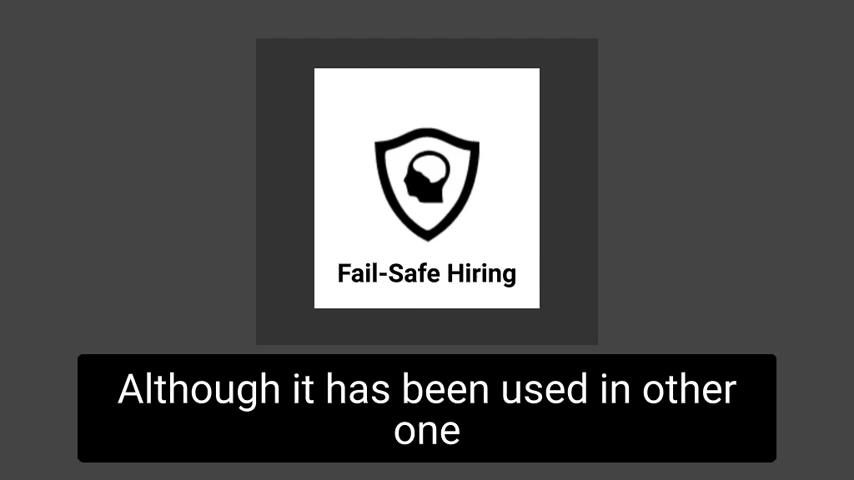 Fail-Safe Hiring
Although it has been used in other
one